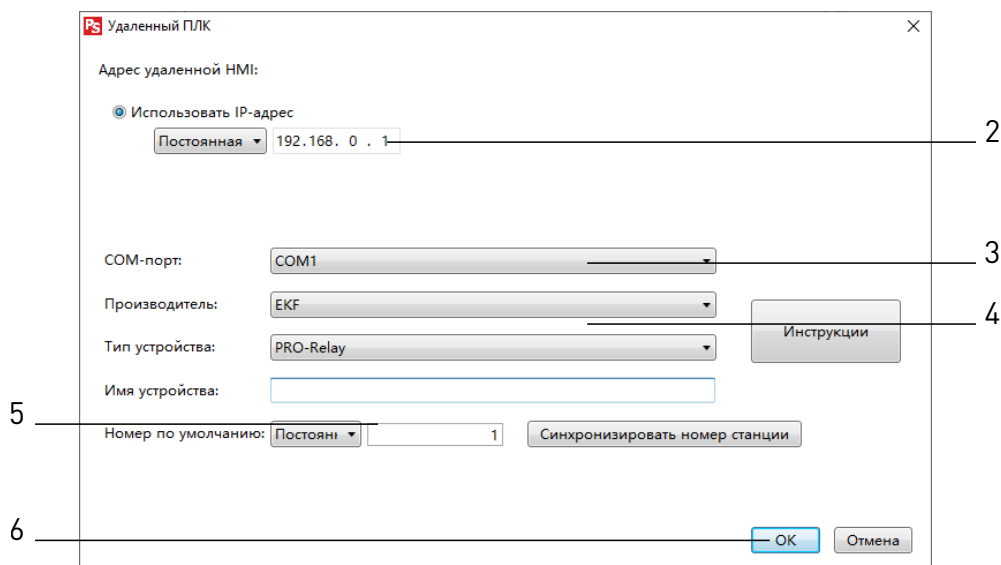 PS Удаленный ПЛК
Адрес удаленной HMI:
Использовать IP-адрес
Постоянная 192.168. 0 . 1
2
COM-порт: COM1
3
Производитель: EKF
4
Инструкции
Тип устройства: PRO-Relay
Имя устройства:
5
Номер по умолчанию: Постоян 1 Синхронизировать номер станции
6
OK Отмена